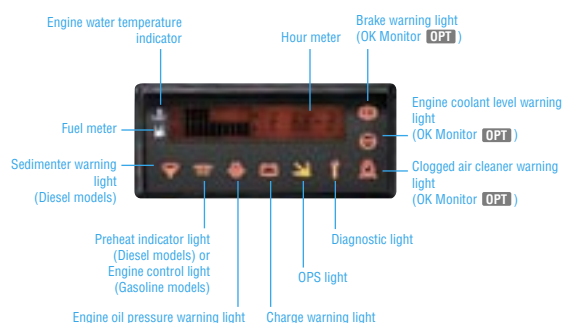 Engine water temperature
indicator
Hour meter
Brake warning light
(OK Monitor OPT)
Engine coolant level warning
light
(OK Monitor OPT)
Fuel meter
Sedimenter warning
light
(Diesel models)
Clogged air cleaner warning
light
(OK Monitor OPT)
Preheat indicator light
(Diesel models) or
Engine control light
(Gasoline models)
Diagnostic light
OPS light
Engine oil pressure warning light
Charge warning light